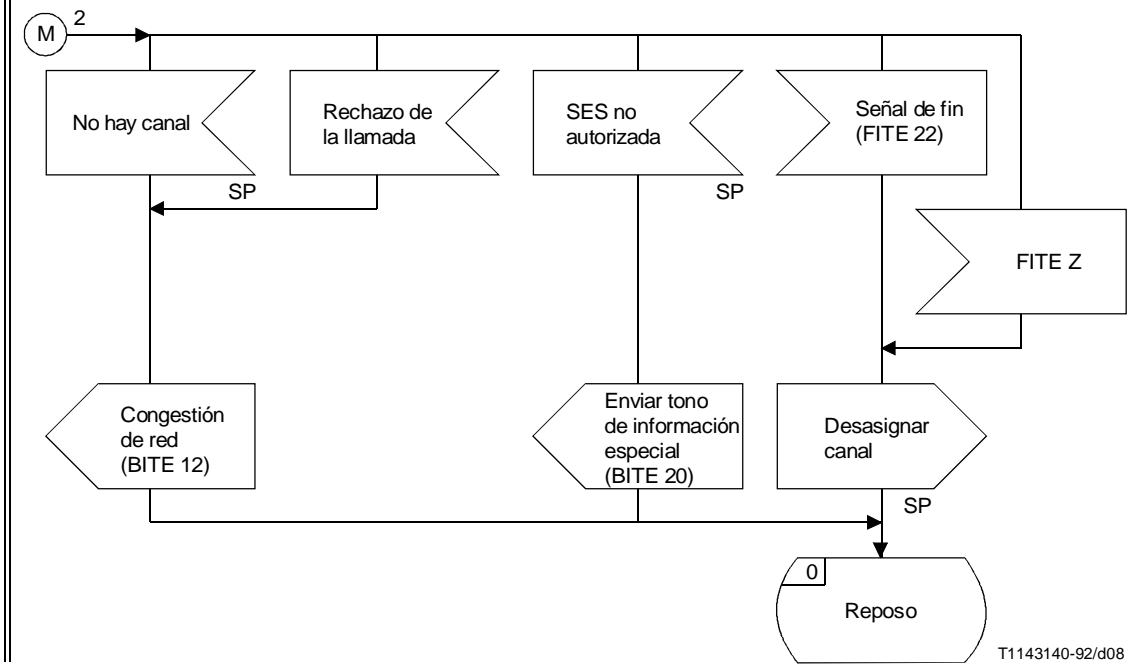 M
2
No hay canal
Rechazo de
la llamada
SES no
autorizada
Señal de fin
(FITE 22)
SP
SP
FITE Z
Congestión
de red
(BITE 12)
Enviar tono
de información
especial
(BITE 20)
Desasignar
canal
SP
0
Reposo
T1143140-92/d08